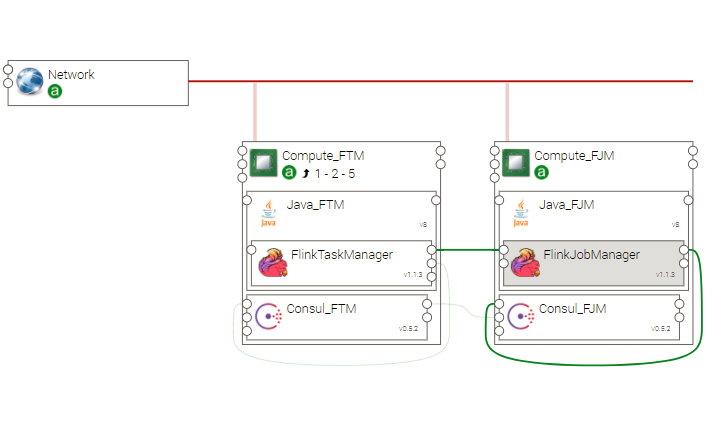 Network
a
Compute_FTM
a 1 - 2 - 5
Java_FTM
Java
v8
FlinkTaskManager
v1.1.3
Consul_FTM
v0.5.2
Compute_FJM
a
Java_FJM
Java
v8
FlinkJobManager
v1.1.3
Consul_FJM
v0.5.2